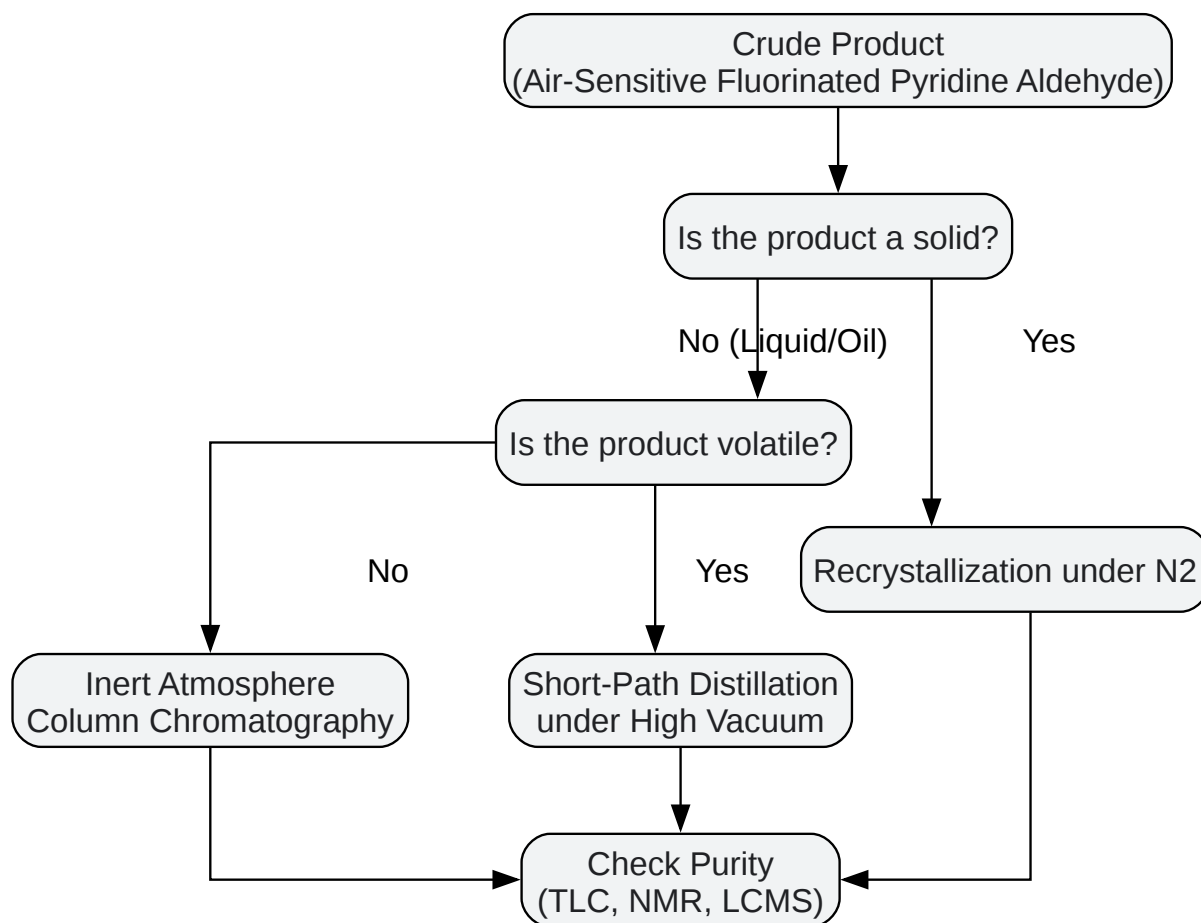 Crude Product
(Air-Sensitive Fluorinated Pyridine Aldehyde)
Is the product a solid?
No (Liquid/Oil)
Yes
Is the product volatile?
No
Yes
Recrystallization under N2
Inert Atmosphere
Column Chromatography
Short-Path Distillation
under High Vacuum
Check Purity
(TLC, NMR, LCMS)